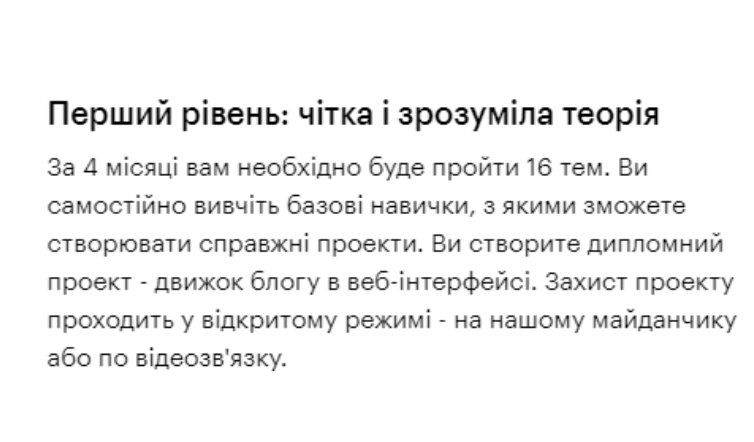 Перший рівень: чітка і зрозуміла теорія
За 4 місяці вам необхідно буде пройти 16 тем. Ви
самостійно вивчіть базові навички, з якими зможете
створювати справжні проекти. Ви створите дипломний
проект - движок блогу в веб-інтерфейсі. Захист проекту
проходить у відкритому режимі - на нашому майданчику
або по відеозв'язку.